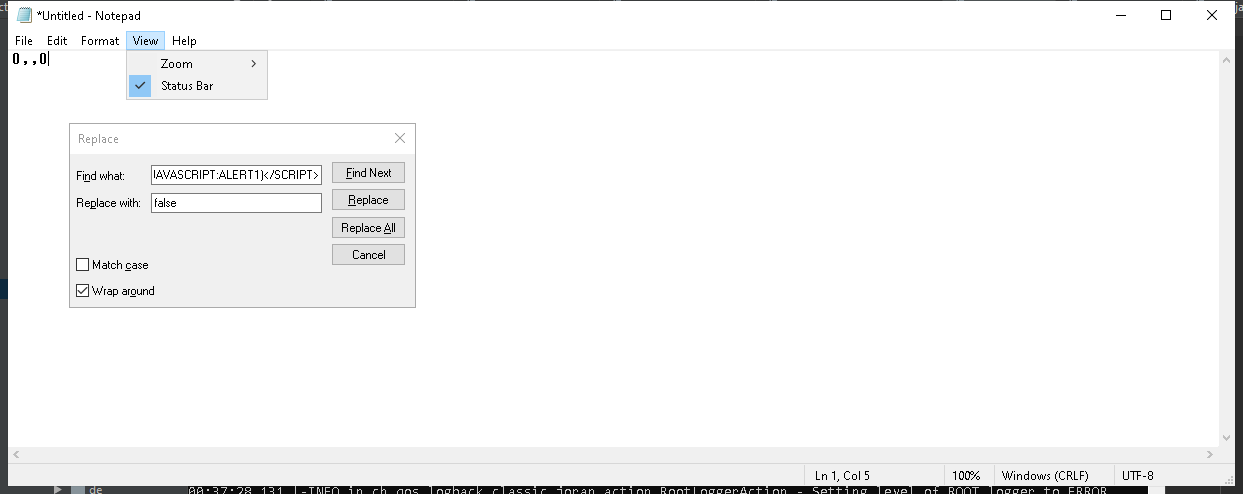 *Untitled - Notepad
File Edit Format View Help
0,,0
Zoom
Status Bar
Replace
Find what: JAVASCRIPT:ALERT1}</SCRIPT>
Find Next
Replace with: false
Replace
Replace All
Cancel
Match case
Wrap around
Ln 1, Col 5 100% Windows (CRLF) UTF-8
de 00:37:28,131 |-INFO in ch.qos.logback.classic.joran.action.RootLoggerAction - Setting level of ROOT logger to ERROR